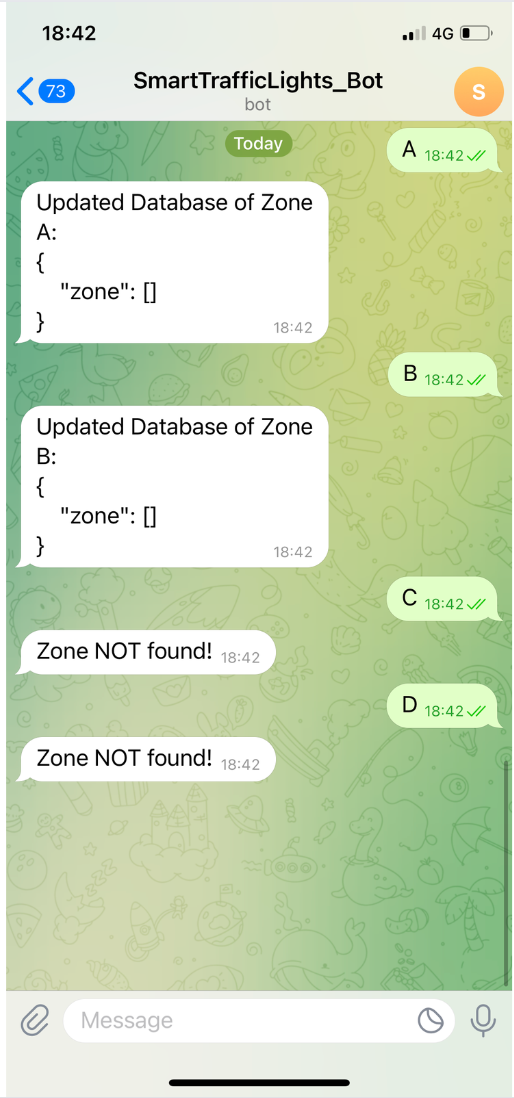 18:42
4G
73
SmartTrafficLights_Bot
bot
S
Today
A 18:42
Updated Database of Zone
A:
{
"zone": []
}
18:42
B 18:42
Updated Database of Zone
B:
{
"zone": []
}
18:42
C 18:42
Zone NOT found! 18:42
D 18:42
Zone NOT found! 18:42
Message